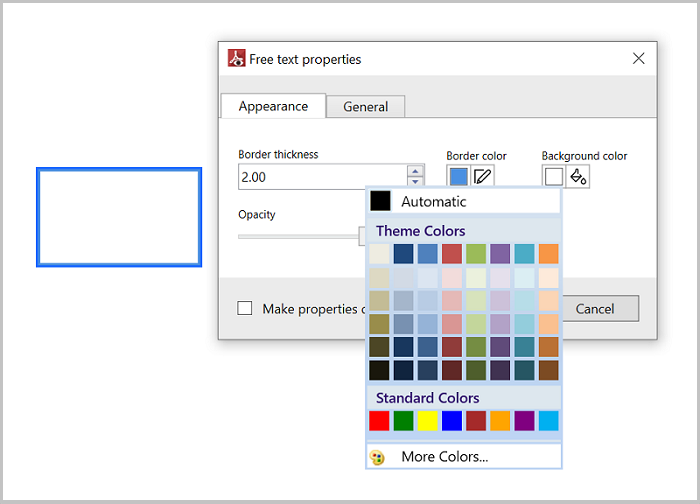 Free text properties
Appearance
General
Border thickness
Border color
Background color
2.00
Automatic
Opacity
Theme Colors
Make properties
Cancel
Standard Colors
More Colors...